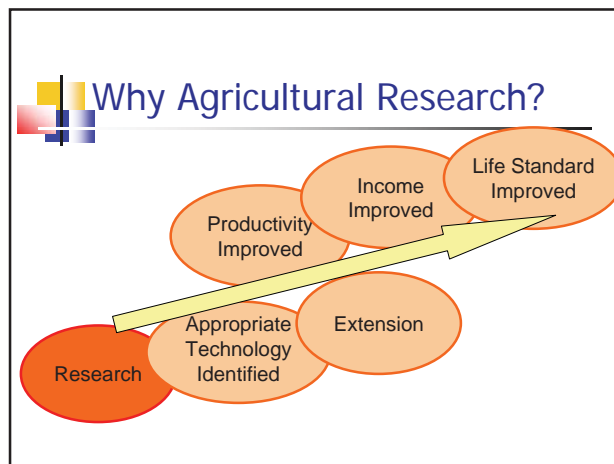 Why Agricultural Research?
Life Standard
Improved
Income
Improved
Productivity
Improved
Appropriate
Technology
Identified
Extension
Research